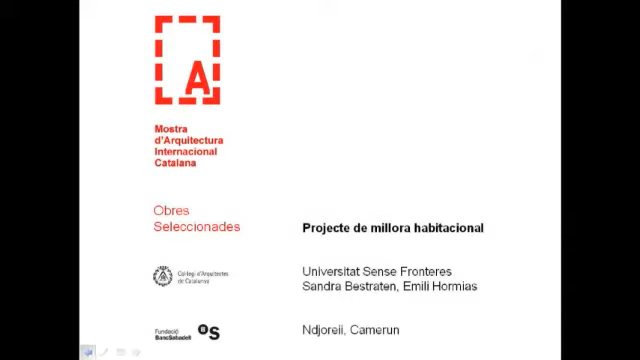 A
Mostra
d'Arquitectura
Internacional
Catalana
Obres
Seleccionades
Projecte de millora habitacional
Col·legi d'Arquitectes
de Catalunya
Universitat Sense Fronteres
Sandra Bestraten, Emili Hormias
Fundació
BancSabadell
BS
Ndjoreii, Camerun